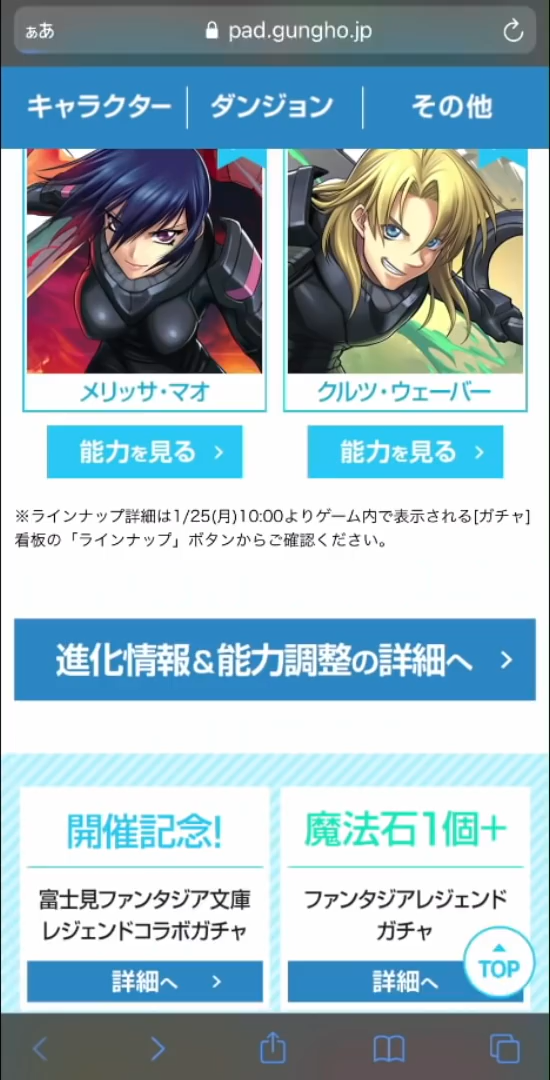 ぁあ pad.gungho.jp
キャラクター ダンジョン その他
メリッサ・マオ クルツ・ウェーバー
能力を見る > 能力を見る >
※ラインナップ詳細は1/25(月)10:00よりゲーム内で表示される[ガチャ]
看板の「ラインナップ」ボタンからご確認ください。
進化情報&能力調整の詳細へ >
開催記念!
富士見ファンタジア文庫
レジェンドコラボガチャ
詳細へ >
魔法石1個+
ファンタジアレジェンド
ガチャ
詳細へ
TOP